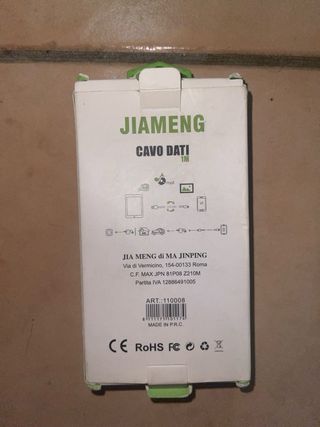 JIAMENG
CAVO DATI
1M
JIA MENG di MA JINPING
Via di Vermicino, 154-00133 Roma
C.F. MAX JPN 81P08 Z210M
Partita IVA 12886491005
ART.:110008
MADE IN P.R.C.
CE RoHS FC